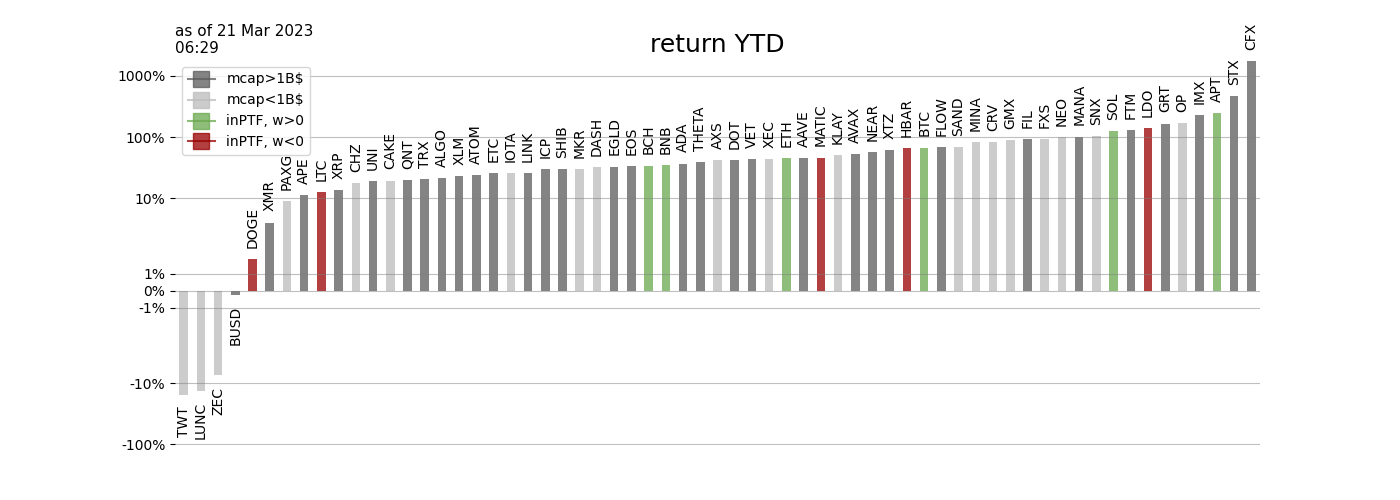 as of 21 Mar 2023
06:29
return YTD
mcap>1B$
mcap<1B$
inPTF, w>0
inPTF, w<0
1000%
100%
10%
1%
0%
-1%
-10%
-100%
TWT
LUNC
ZEC
BUSD
DOGE
XMR
PAXG
APE
LTC
XRP
CHZ
UNI
CAKE
QNT
TRX
ALGO
XLM
ATOM
ETC
IOTA
LINK
ICP
SHIB
MKR
DASH
EGLD
EOS
BCH
BNB
ADA
THETA
AXS
DOT
VET
XEC
ETH
AAVE
MATIC
KLAY
AVAX
NEAR
XTZ
HBAR
BTC
FLOW
SAND
MINA
CRV
GMX
FIL
FXS
NEO
MANA
SNX
SOL
FTM
LDO
GRT
OP
IMX
APT
STX
CFX